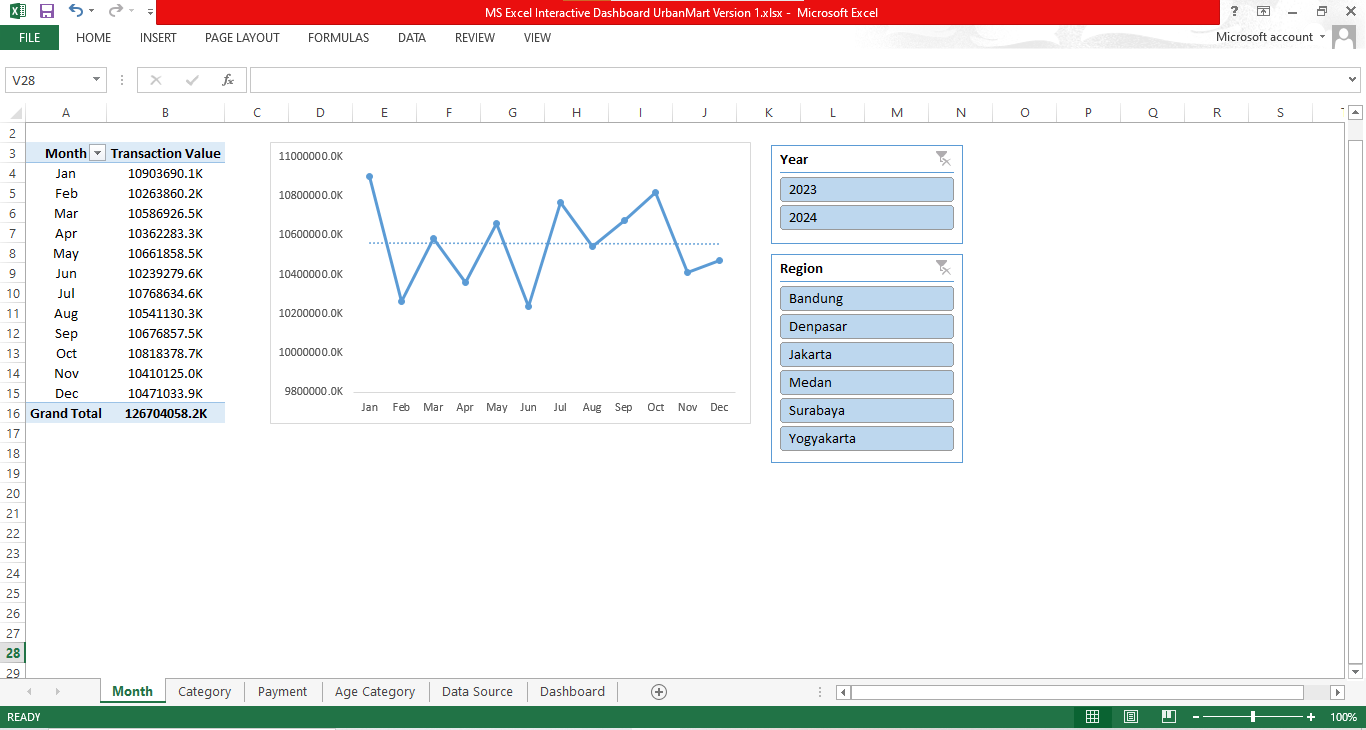 MS Excel Interactive Dashboard UrbanMart Version 1.xlsx - Microsoft Excel
FILE HOME INSERT PAGE LAYOUT FORMULAS DATA REVIEW VIEW Microsoft account
V28 fx
A B C D E F G H I J K L M N O P Q R S
2
3 Month Transaction Value
4 Jan 10903690.1K
5 Feb 10263860.2K
6 Mar 10586926.5K
7 Apr 10362283.3K
8 May 10661858.5K
9 Jun 10239279.6K
10 Jul 10768634.6K
11 Aug 10541130.3K
12 Sep 10676857.5K
13 Oct 10818378.7K
14 Nov 10410125.0K
15 Dec 10471033.9K
16 Grand Total 126704058.2K
17
18
19
20
21
22
23
24
25
26
27
28
29
11000000.0K
10800000.0K
10600000.0K
10400000.0K
10200000.0K
10000000.0K
9800000.0K
Jan Feb Mar Apr May Jun Jul Aug Sep Oct Nov Dec
Year
2023
2024
Region
Bandung
Denpasar
Jakarta
Medan
Surabaya
Yogyakarta
Month Category Payment Age Category Data Source Dashboard
READY 100%